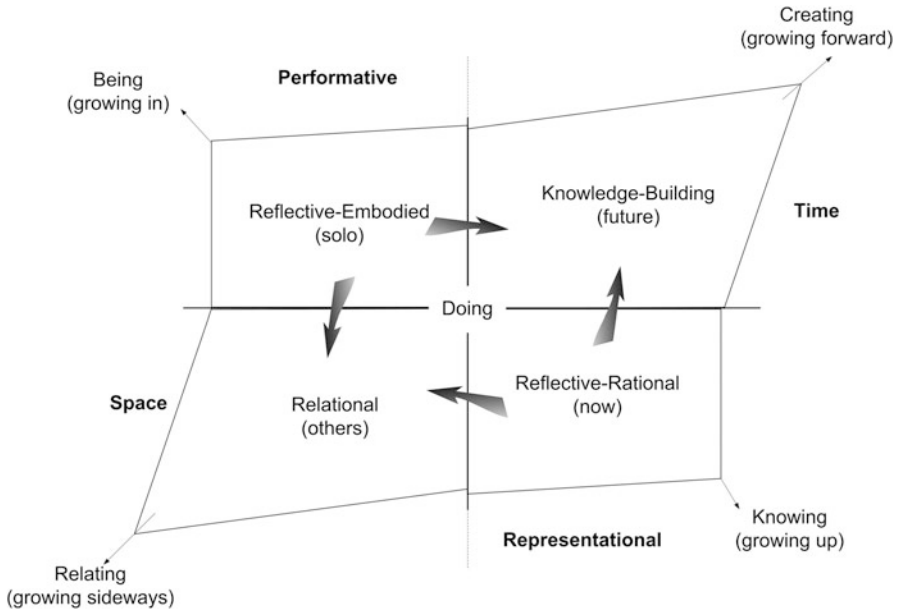 Creating
(growing forward)
Performative
Being
(growing in)
Reflective-Embodied
(solo)
Knowledge-Building
(future)
Time
Doing
Space
Relational
(others)
Reflective-Rational
(now)
Knowing
(growing up)
Representational
Relating
(growing sideways)